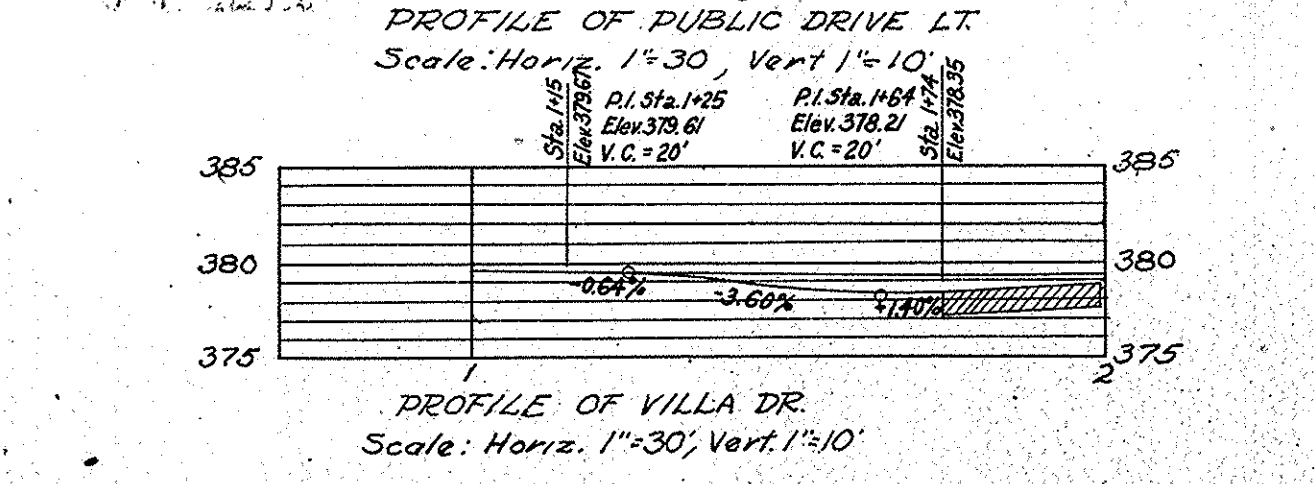 PROFILE OF PUBLIC DRIVE LT.
Scale: Horiz. 1"=30, Vert 1"=10'
Sta. 1+15
Elev. 379.67
P.I. Sta. 1+25
Elev. 379.61
V.C. = 20'
P.I. Sta. 1+64
Elev. 378.21
V.C. = 20'
Sta. 1+74
Elev. 378.35
385
385
380
380
-0.64%
-3.60%
+1.40%
375
375
1
2
PROFILE OF VILLA DR.
Scale: Horiz. 1"=30', Vert. 1"=10'